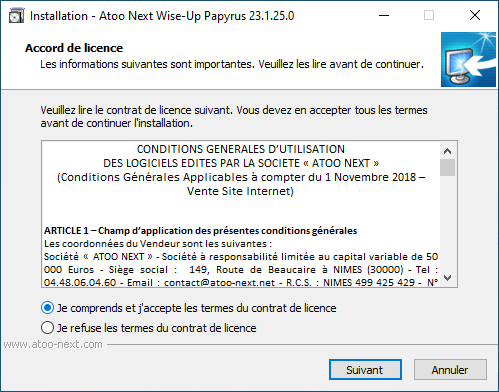 Installation - Atoo Next Wise-Up Papyrus 23.1.25.0
Accord de licence
Les informations suivantes sont importantes. Veuillez les lire avant de continuer.
Veuillez lire le contrat de licence suivant. Vous devez en accepter tous les termes
avant de continuer l'installation.
CONDITIONS GENERALES D'UTILISATION
DES LOGICIELS EDITES PAR LA SOCIETE « ATOO NEXT »
(Conditions Générales Applicables à compter du 1 Novembre 2018 –
Vente Site Internet)
ARTICLE 1 – Champ d'application des présentes conditions générales
Les coordonnées du Vendeur sont les suivantes :
Société « ATOO NEXT » - Société à responsabilité limitée au capital variable de 50
000 Euros - Siège social : 149, Route de Beaucaire à NIMES (30000) - Tel :
04.48.06.04.60 - Email : contact@atoo-next.net - R.C.S. : NIMES 499 425 429 - N°
Je comprends et j'accepte les termes du contrat de licence
Je refuse les termes du contrat de licence
www.atoo-next.com
Suivant
Annuler